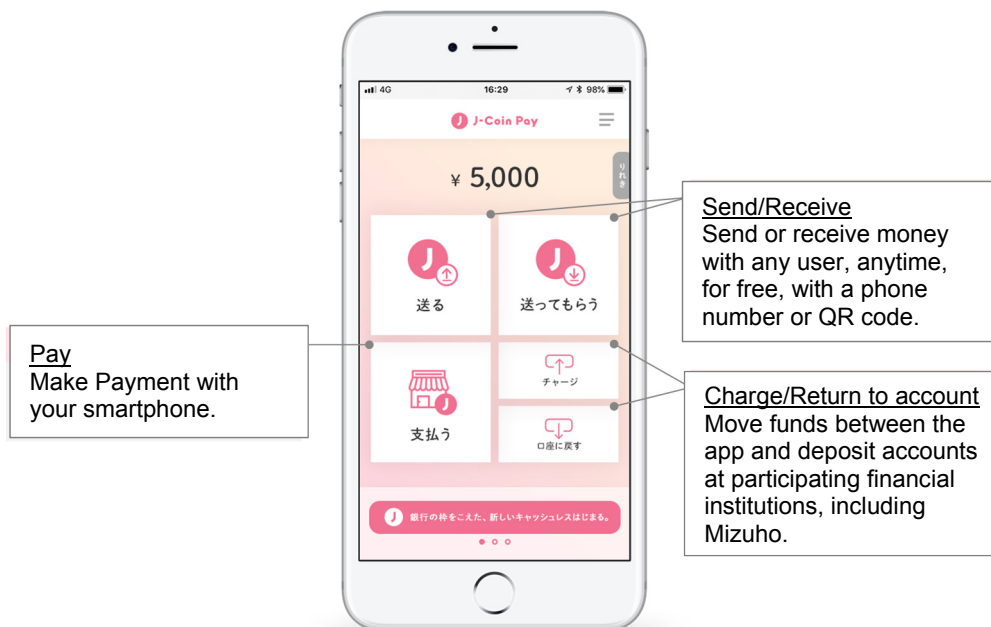 4G 16:29 98%
J-Coin Pay
¥ 5,000
りれき
送る
送ってもらう
支払う
チャージ
口座に戻す
銀行の枠をこえた、新しいキャッシュレスはじまる。
Pay
Make Payment with
your smartphone.
Send/Receive
Send or receive money
with any user, anytime,
for free, with a phone
number or QR code.
Charge/Return to account
Move funds between the
app and deposit accounts
at participating financial
institutions, including
Mizuho.